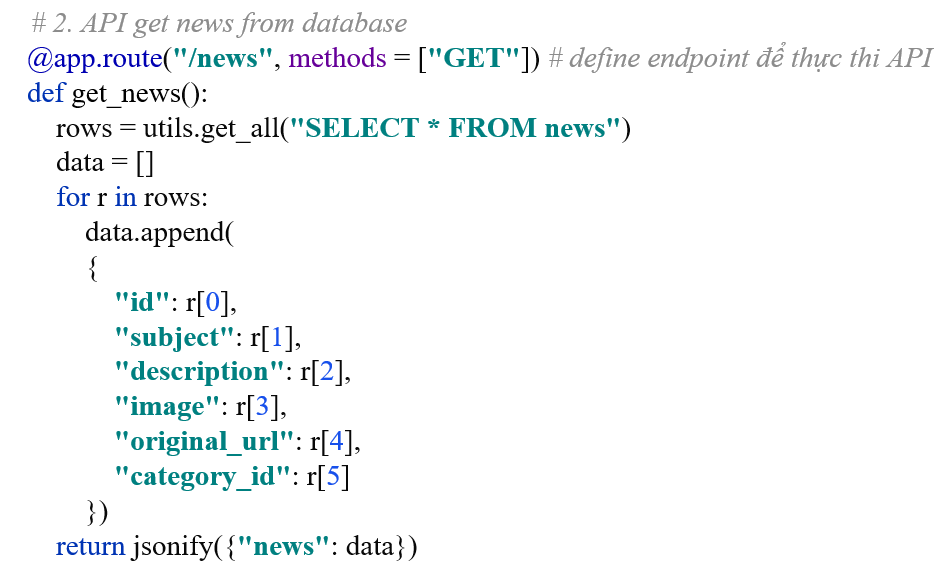 # 2. API get news from database
@app.route("/news", methods = ["GET"]) # define endpoint để thực thi API
def get_news():
rows = utils.get_all("SELECT * FROM news")
data = []
for r in rows:
data.append(
{
"id": r[0],
"subject": r[1],
"description": r[2],
"image": r[3],
"original_url": r[4],
"category_id": r[5]
})
return jsonify({"news": data})